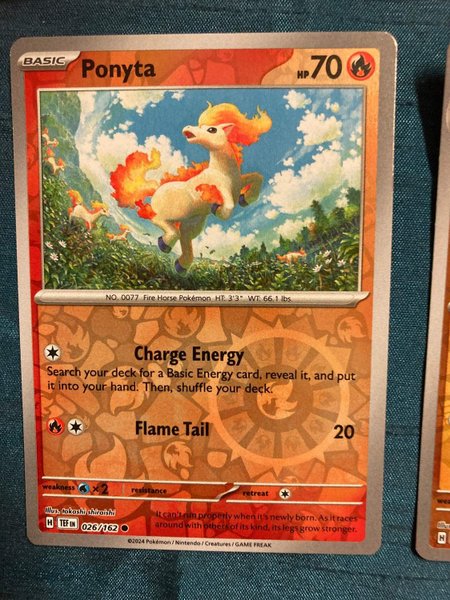 BASIC
Ponyta
HP 70
NO. 0077 Fire Horse Pokémon HT: 3'3" WT: 66.1 lbs.
Charge Energy
Search your deck for a Basic Energy card, reveal it, and put
it into your hand. Then, shuffle your deck.
Flame Tail 20
weakness ×2 resistance retreat
Illus. takashi shiraishi
H TEF EN 026/162
It can't run properly when it's newly born. As it races
around with others of its kind, its legs grow stronger.
©2024 Pokémon / Nintendo / Creatures / GAME FREAK